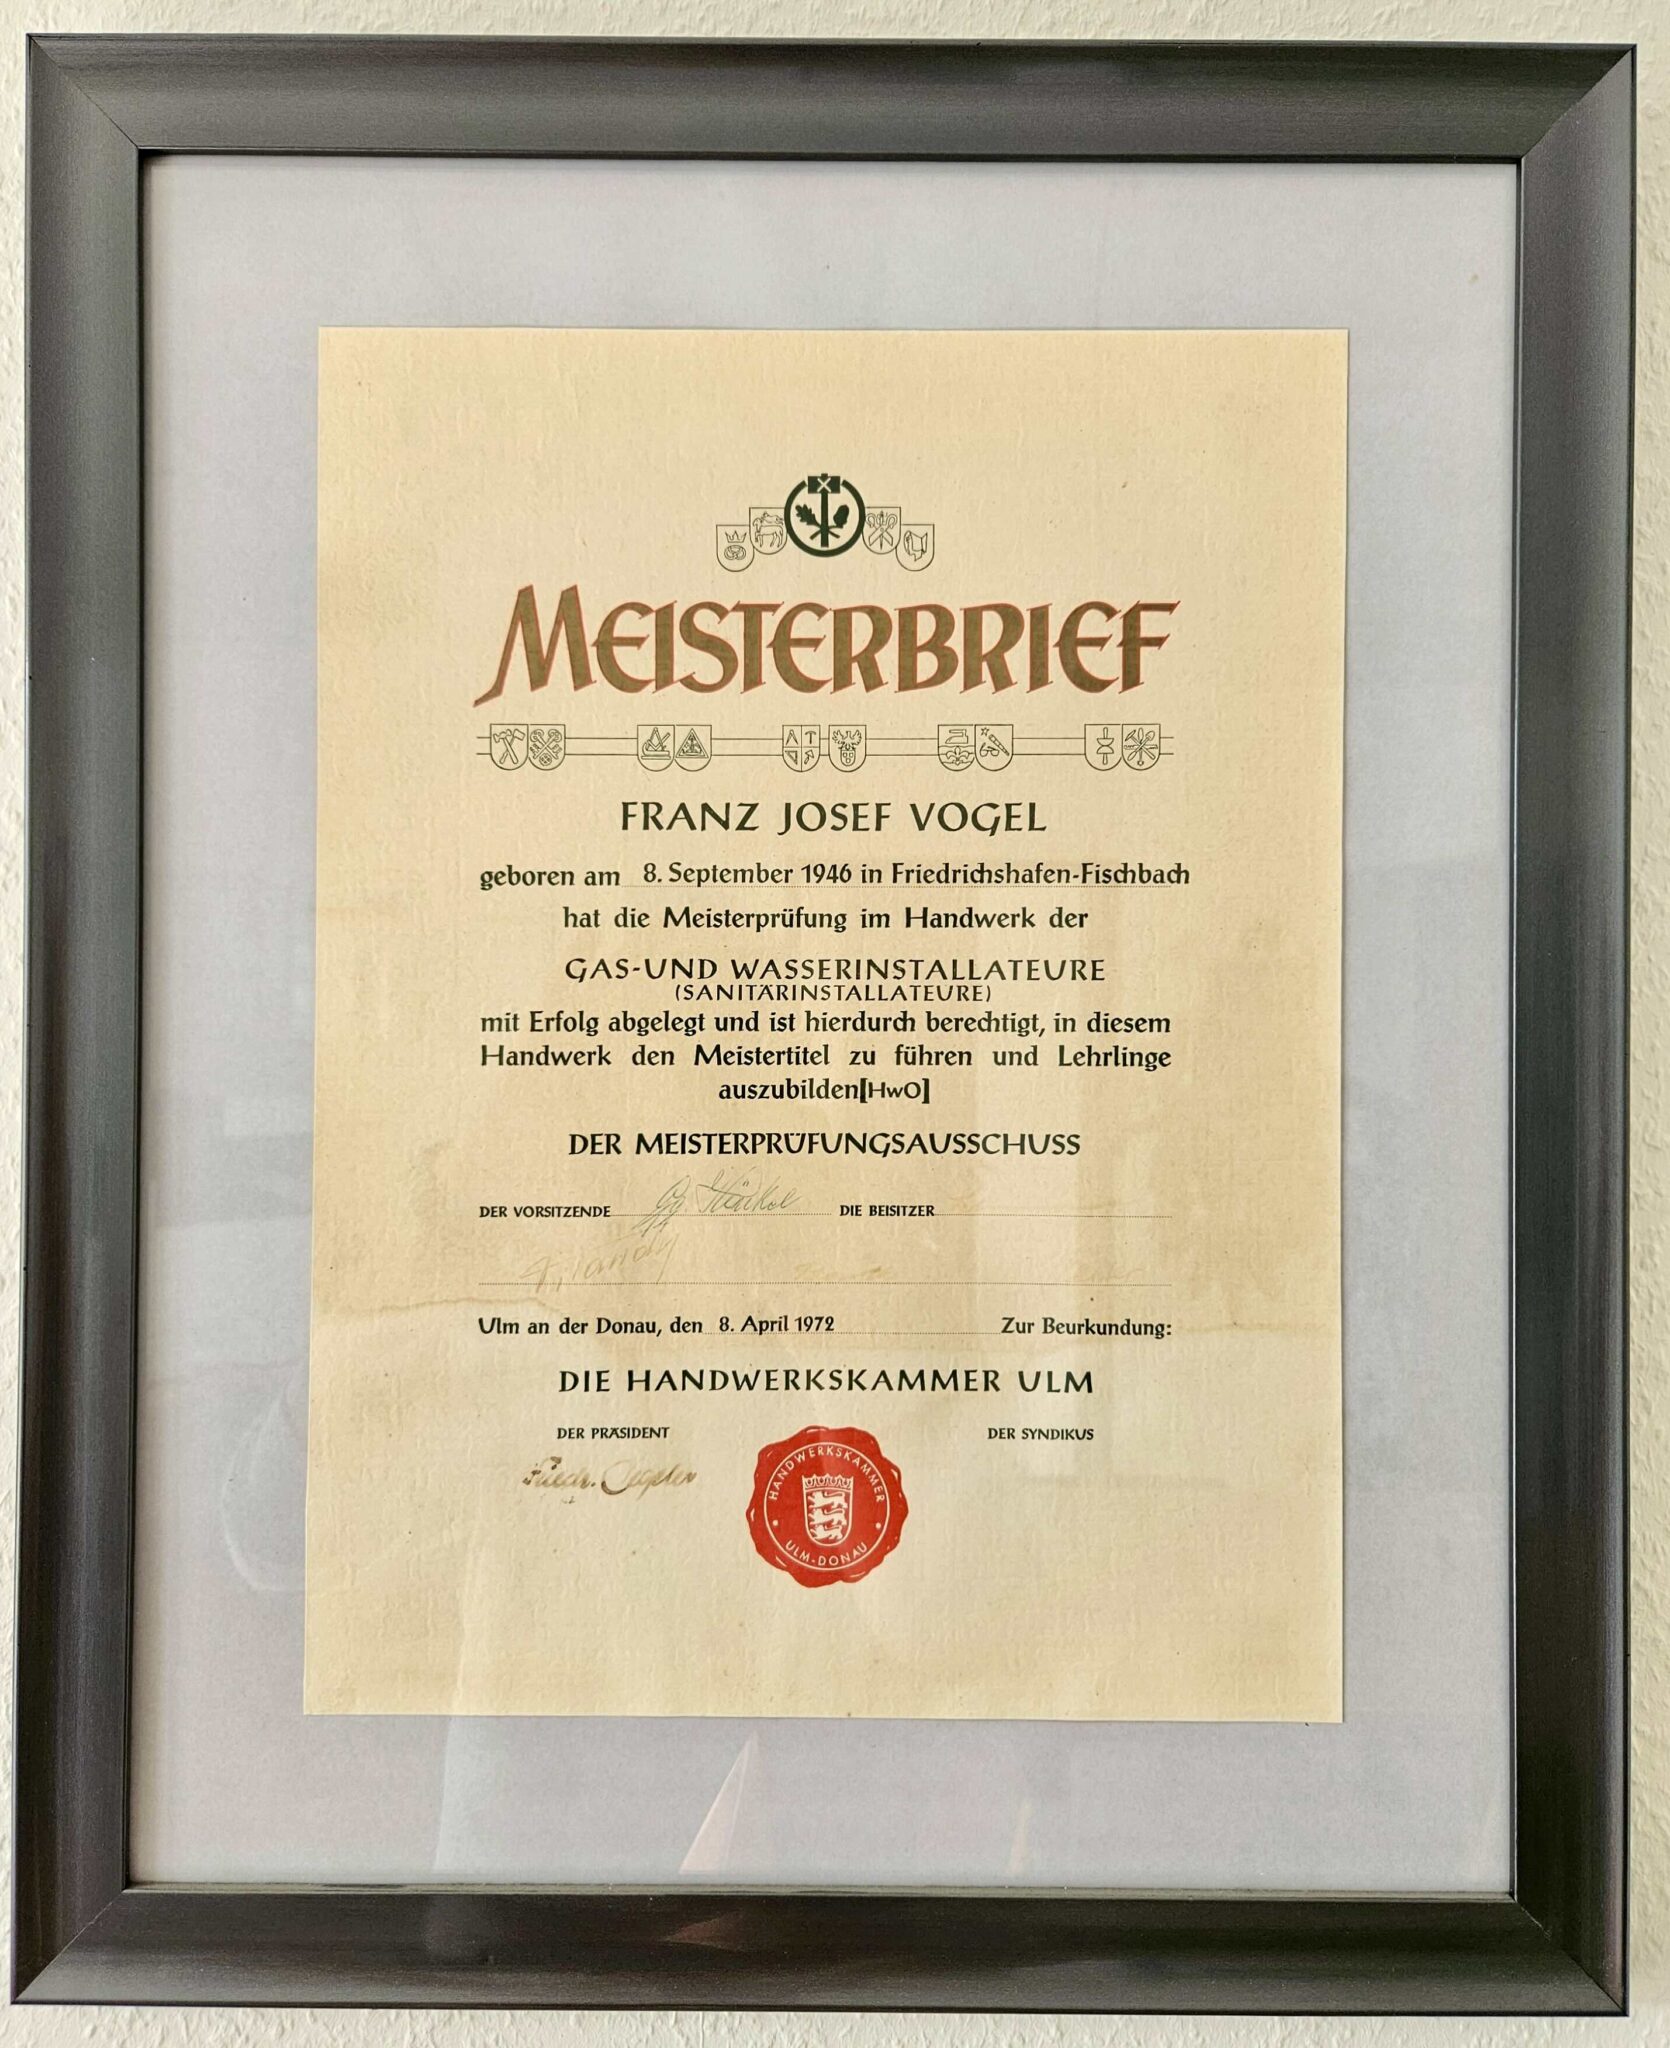 MEISTERBRIEF
FRANZ JOSEF VOGEL
geboren am 8. September 1946 in Friedrichshafen-Fischbach
hat die Meisterprüfung im Handwerk der
GAS-UND WASSERINSTALLATEURE
(SANITÄRINSTALLATEURE)
mit Erfolg abgelegt und ist hierdurch berechtigt, in diesem
Handwerk den Meistertitel zu führen und Lehrlinge
auszubilden[HwO]
DER MEISTERPRÜFUNGSAUSSCHUSS
DER VORSITZENDE DIE BEISITZER
Ulm an der Donau, den 8. April 1972 Zur Beurkundung:
DIE HANDWERKSKAMMER ULM
DER PRÄSIDENT DER SYNDIKUS
HANDWERKSKAMMER
ULM-DONAU